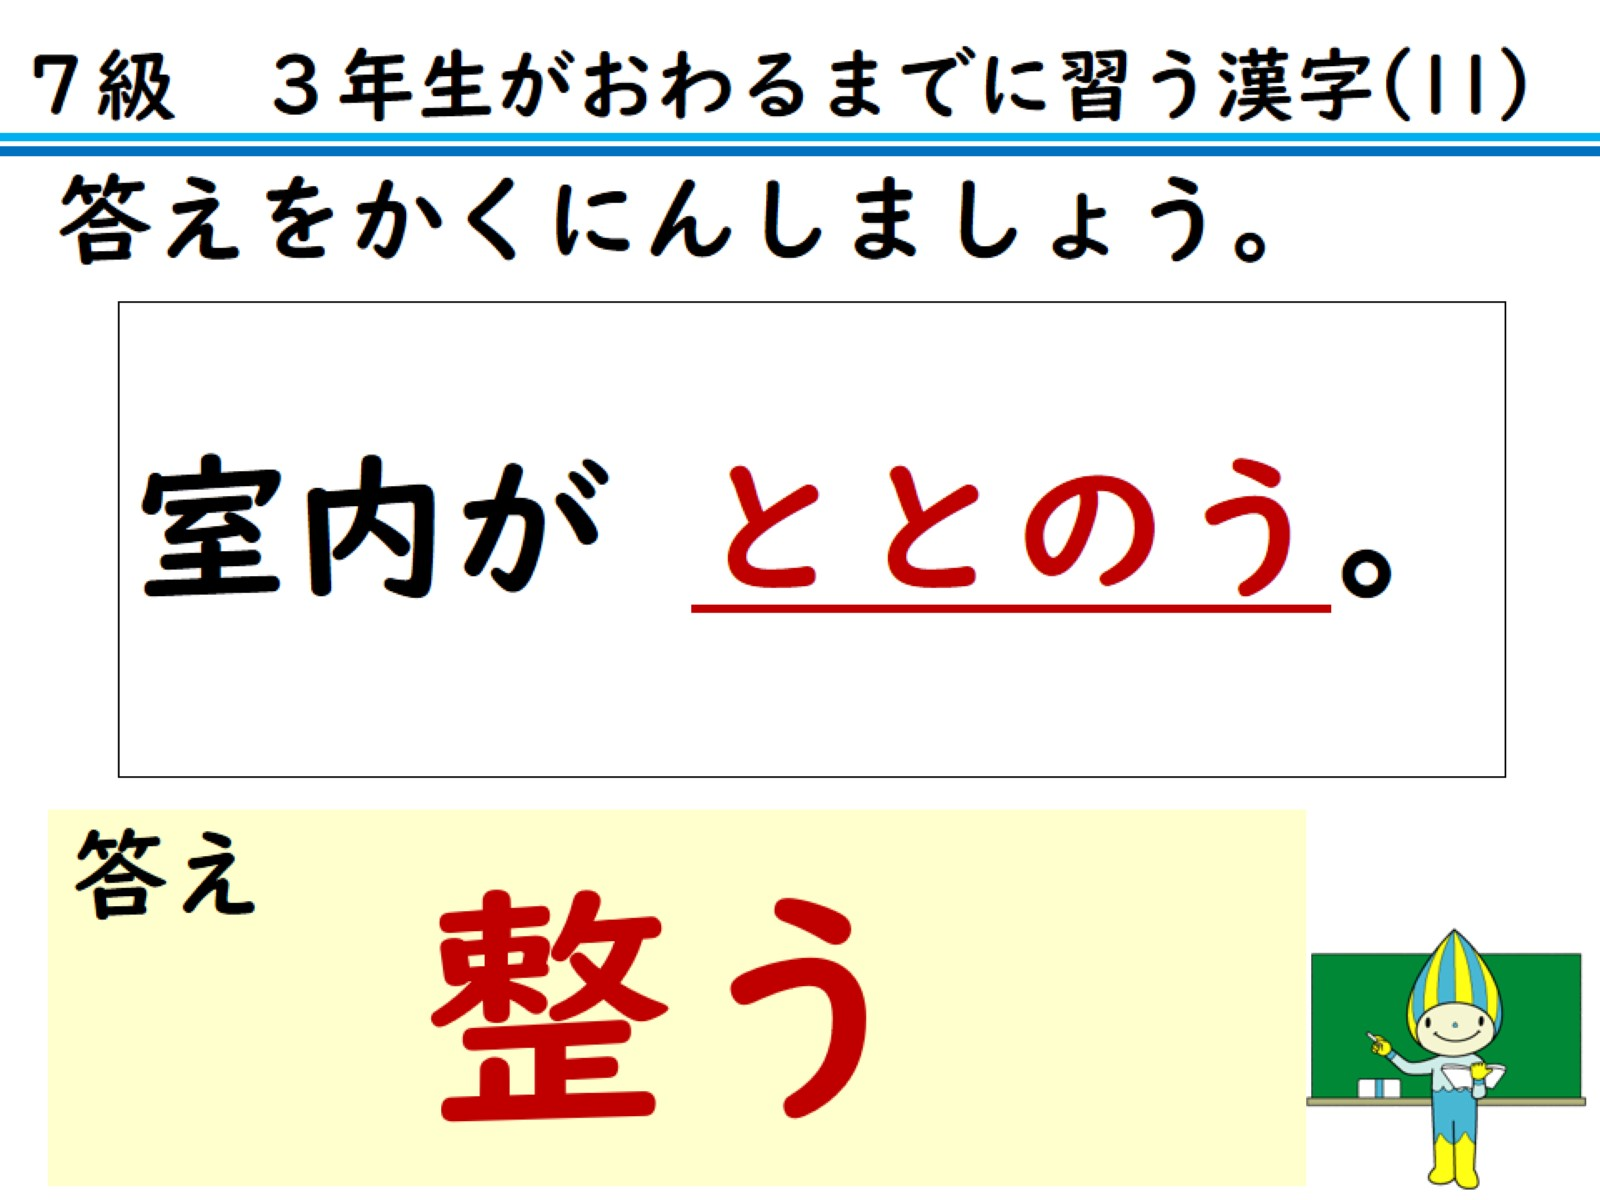 ７級　３年生がおわるまでに習う漢字(11)
答えをかくにんしましょう。
室内が　ととのう。
答え
整う